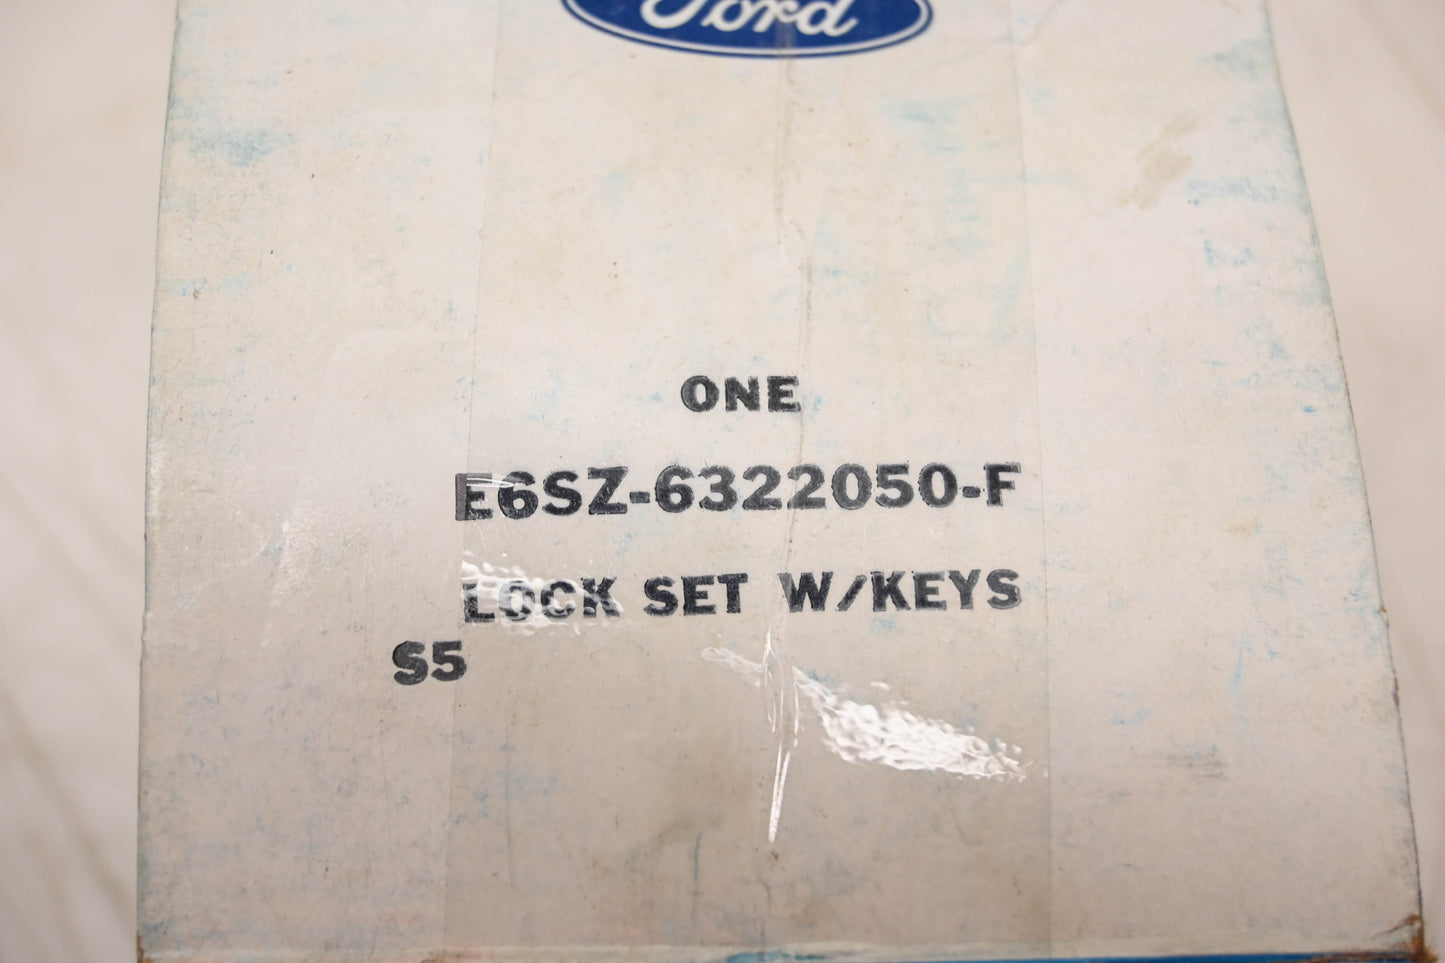 Ford
ONE
E6SZ-6322050-F
LOCK SET W/KEYS
S5